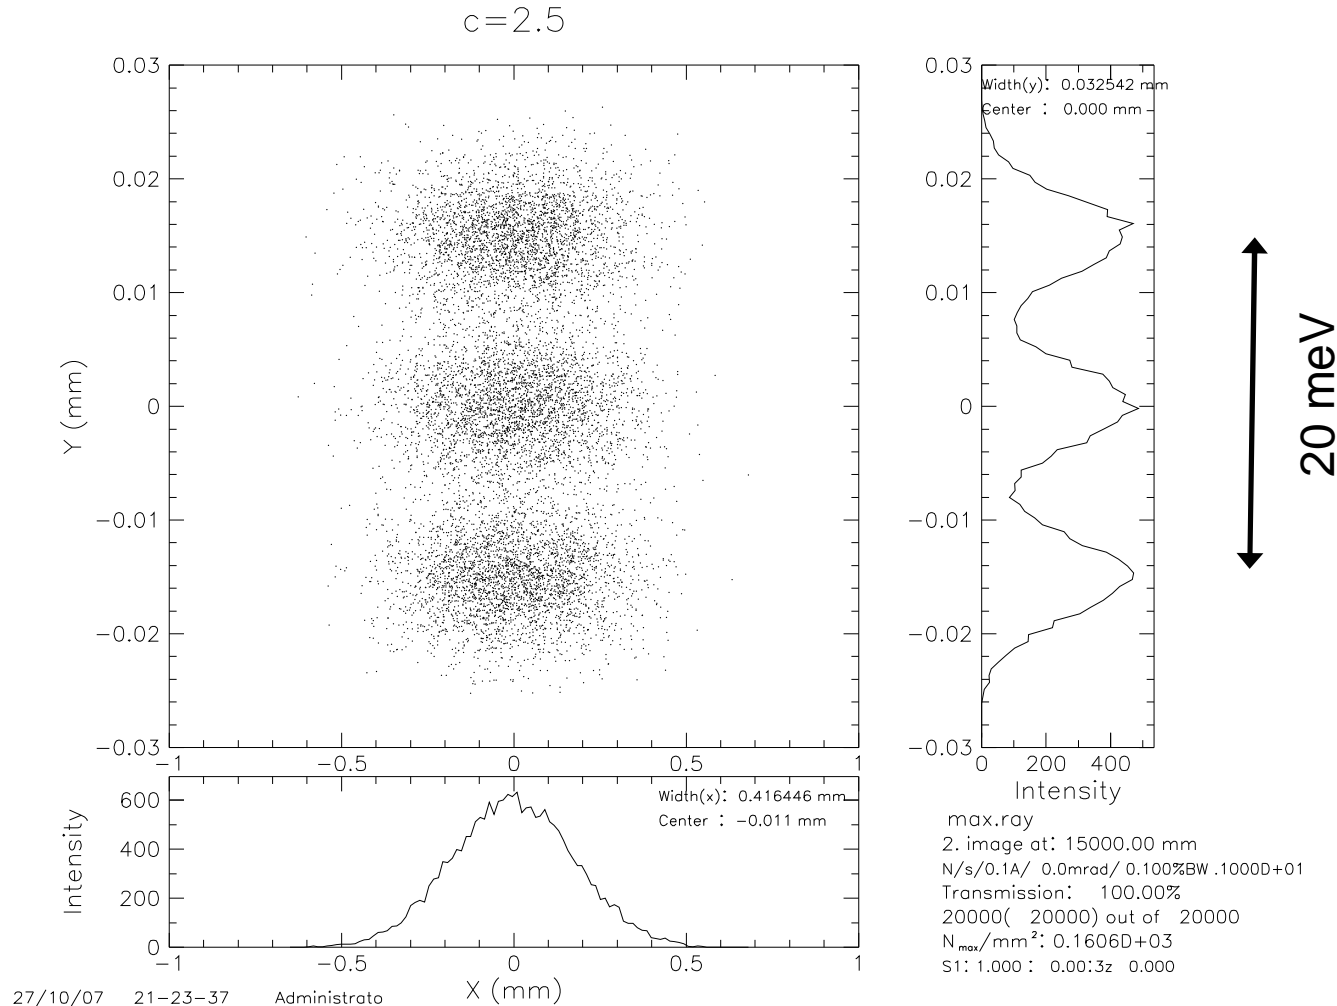 c=2.5
0.03
0.02
0.01
0
−0.01
−0.02
−0.03
Y (mm)
−1
−0.5
0
0.5
1
0.03
0.02
0.01
0
−0.01
−0.02
−0.03
Width(y): 0.032542 mm
Center : 0.000 mm
0
200
400
Intensity
20 meV
600
400
200
0
Intensity
Width(x): 0.416446 mm
Center : −0.011 mm
−1
−0.5
0
0.5
1
X (mm)
max.ray
2. image at: 15000.00 mm
N/s/0.1A/ 0.0mrad/ 0.100%BW .1000D+01
Transmission: 100.00%
20000( 20000) out of 20000
Nmax/mm²: 0.1606D+03
S1: 1.000 : 0.00:3z 0.000
27/10/07 21-23-37 Administrato